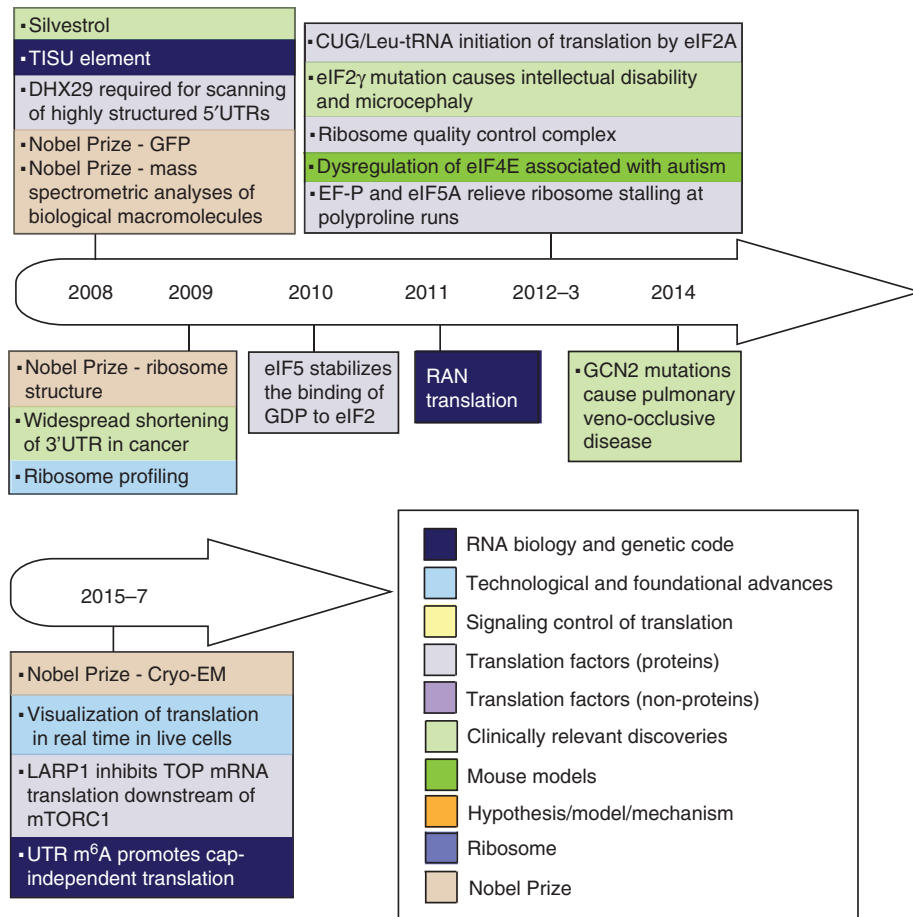 ▪Silvestrol
▪TISU element
▪DHX29 required for scanning
of highly structured 5′UTRs
▪Nobel Prize - GFP
▪Nobel Prize - mass
spectrometric analyses of
biological macromolecules
▪CUG/Leu-tRNA initiation of translation by eIF2A
▪eIF2γ mutation causes intellectual disability
and microcephaly
▪Ribosome quality control complex
▪Dysregulation of eIF4E associated with autism
▪EF-P and eIF5A relieve ribosome stalling at
polyproline runs
2008 2009 2010 2011 2012–3 2014
▪Nobel Prize - ribosome
structure
▪Widespread shortening
of 3'UTR in cancer
▪Ribosome profiling
eIF5 stabilizes
the binding of
GDP to eIF2
RAN
translation
▪GCN2 mutations
cause pulmonary
veno-occlusive
disease
2015–7
▪Nobel Prize - Cryo-EM
▪Visualization of translation
in real time in live cells
▪LARP1 inhibits TOP mRNA
translation downstream of
mTORC1
▪UTR m⁶A promotes cap-
independent translation
RNA biology and genetic code
Technological and foundational advances
Signaling control of translation
Translation factors (proteins)
Translation factors (non-proteins)
Clinically relevant discoveries
Mouse models
Hypothesis/model/mechanism
Ribosome
Nobel Prize